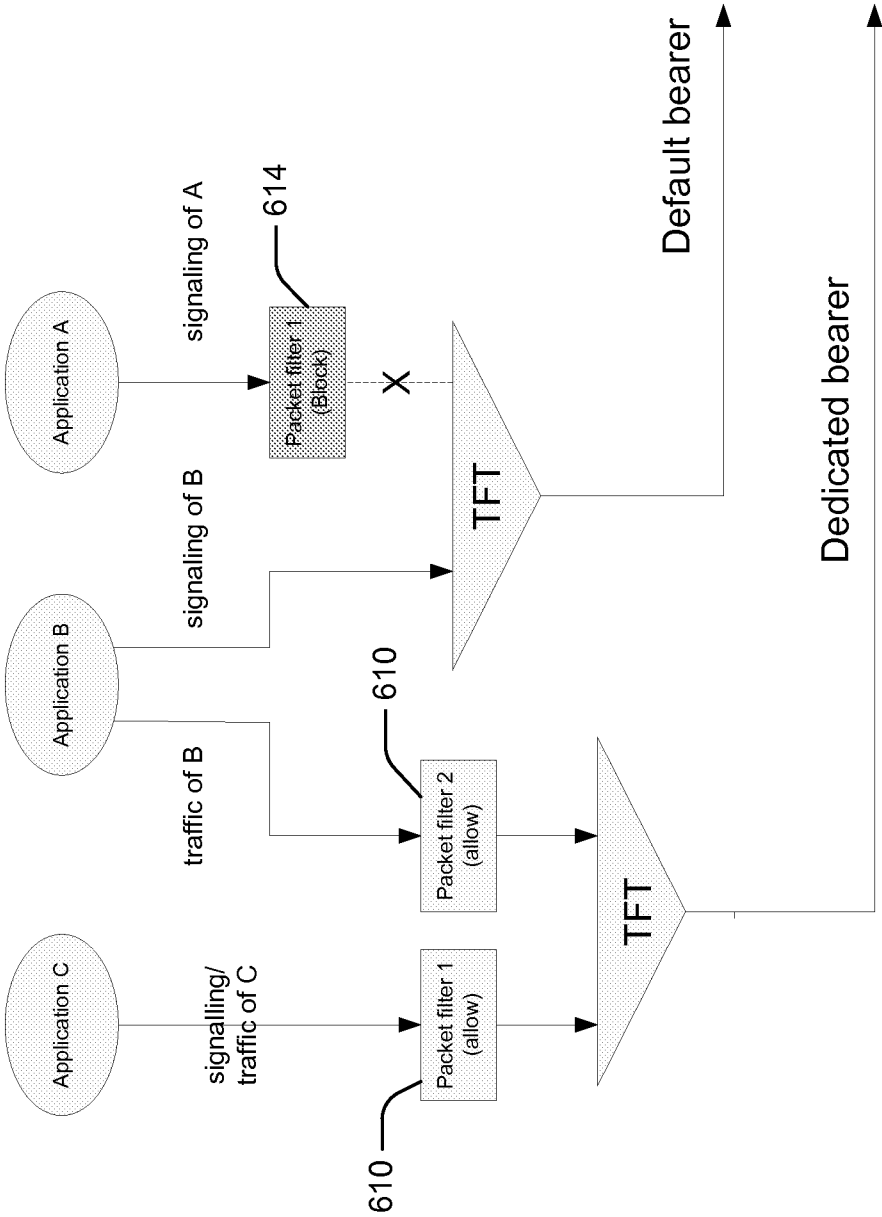 Application C
Application B
Application A
signalling/
traffic of C
traffic of B
signaling of B
signaling of A
610
Packet filter 1
(allow)
Packet filter 2
(allow)
610
Packet filter 1
(Block)
614
X
TFT
TFT
Default bearer
Dedicated bearer